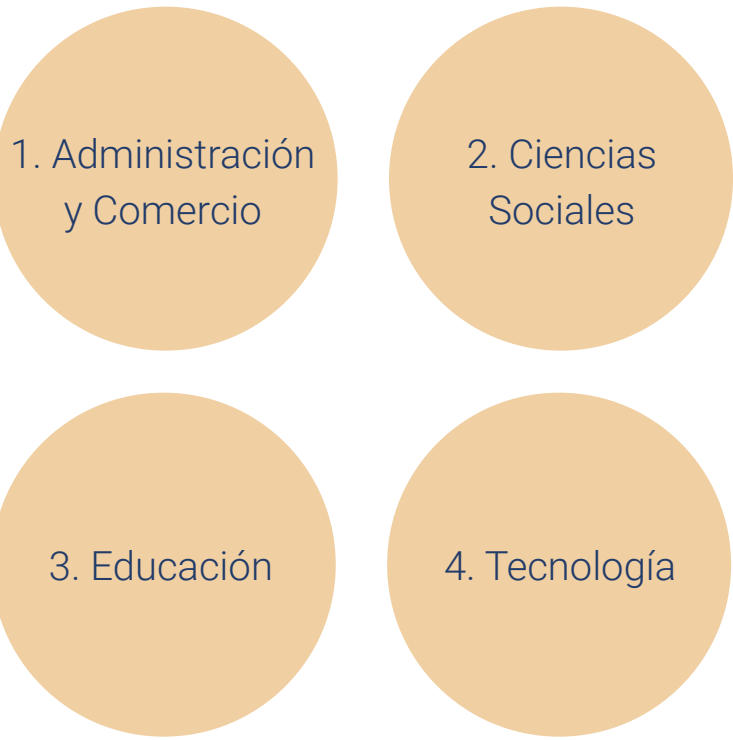 1. Administración
y Comercio
2. Ciencias
Sociales
3. Educación
4. Tecnología